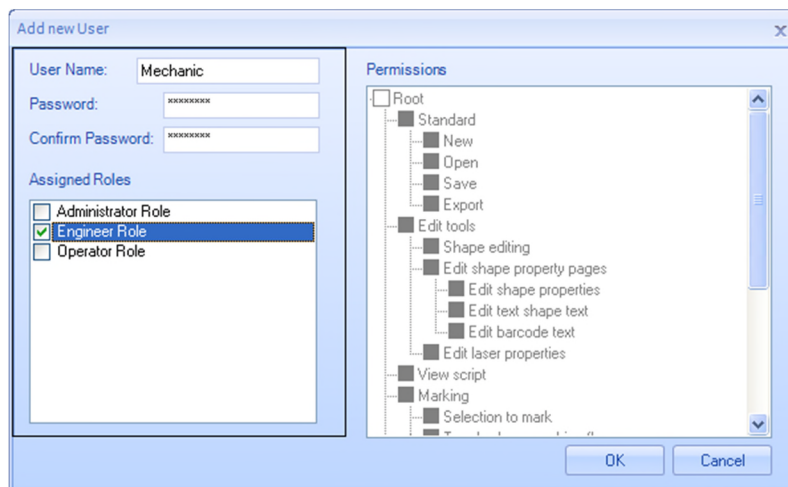 Add new User
User Name: Mechanic
Password: ********
Confirm Password: ********
Assigned Roles
Administrator Role
Engineer Role
Operator Role
Permissions
Root
Standard
New
Open
Save
Export
Edit tools
Shape editing
Edit shape property pages
Edit shape properties
Edit text shape text
Edit barcode text
Edit laser properties
View script
Marking
Selection to mark
OK Cancel